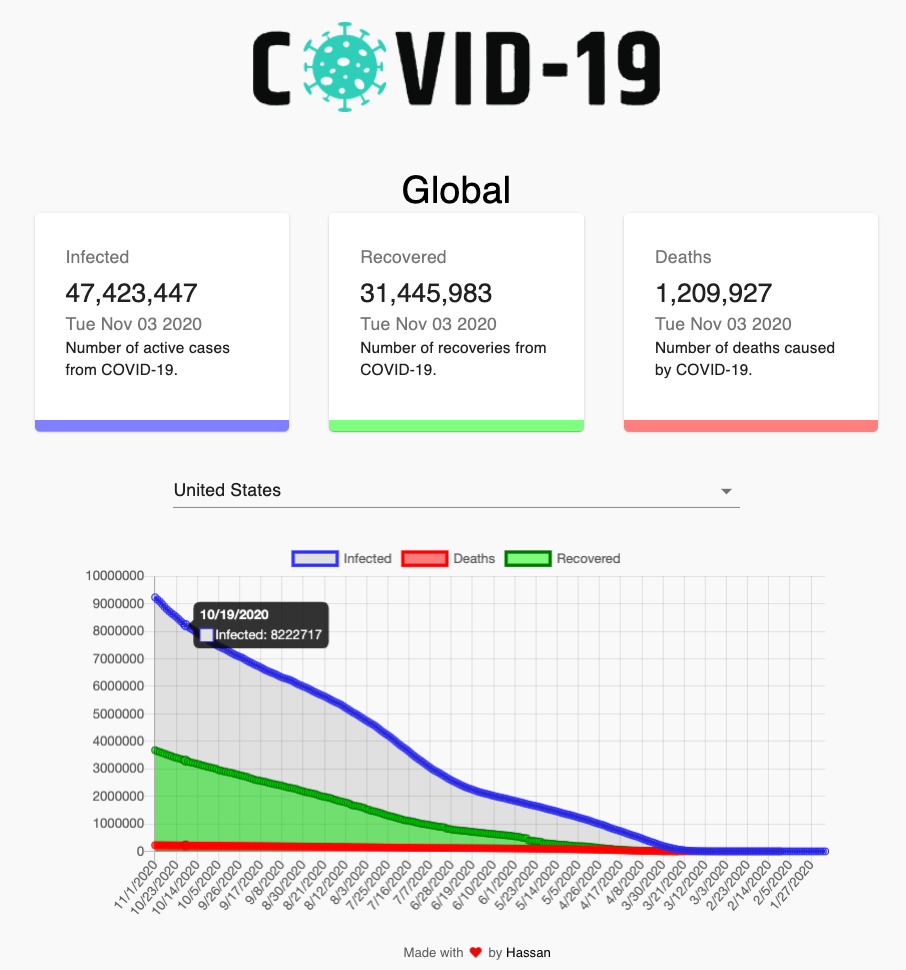 COVID-19
Global
Infected
47,423,447
Tue Nov 03 2020
Number of active cases
from COVID-19.
Recovered
31,445,983
Tue Nov 03 2020
Number of recoveries from
COVID-19.
Deaths
1,209,927
Tue Nov 03 2020
Number of deaths caused
by COVID-19.
United States
Infected Deaths Recovered
10000000
9000000
8000000
7000000
6000000
5000000
4000000
3000000
2000000
1000000
0
10/19/2020
Infected: 8222717
11/1/2020
10/23/2020
10/14/2020
10/5/2020
9/26/2020
9/17/2020
9/8/2020
8/30/2020
8/21/2020
8/12/2020
8/3/2020
7/25/2020
7/16/2020
7/7/2020
6/28/2020
6/19/2020
6/10/2020
6/1/2020
5/23/2020
5/14/2020
5/5/2020
4/26/2020
4/17/2020
4/8/2020
3/30/2020
3/21/2020
3/12/2020
3/3/2020
2/23/2020
2/14/2020
2/5/2020
1/27/2020
Made with ❤ by Hassan